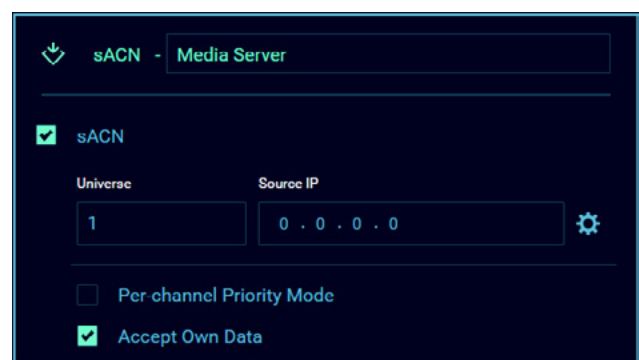 sACN - Media Server
sACN
Universe Source IP
1 0 . 0 . 0 . 0
Per-channel Priority Mode
Accept Own Data